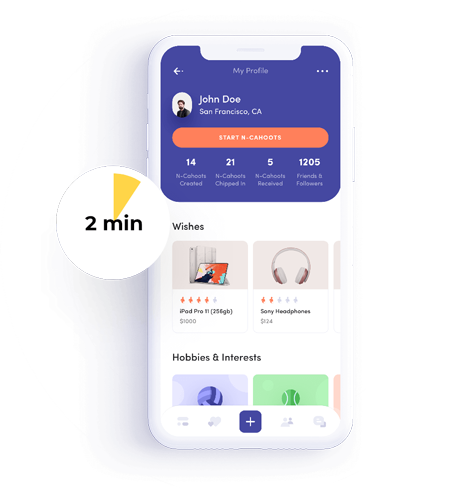 My Profile
John Doe
San Francisco, CA
START N-CAHOOTS
14
21
5
1205
N-Cahoots
Created
N-Cahoots
Chipped In
N-Cahoots
Received
Friends &
Followers
2 min
Wishes
iPad Pro 11 (256gb)
$1000
Sony Headphones
$124
Hobbies & Interests